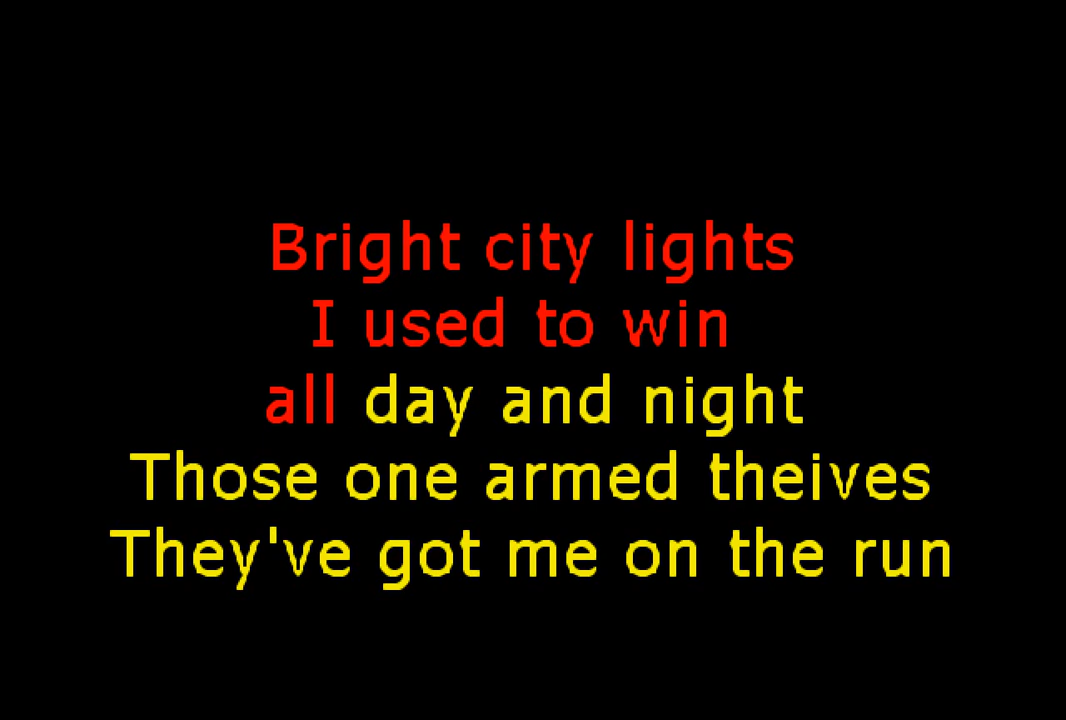 Bright city lights
I used to win
all day and night
Those one armed theives
They've got me on the run